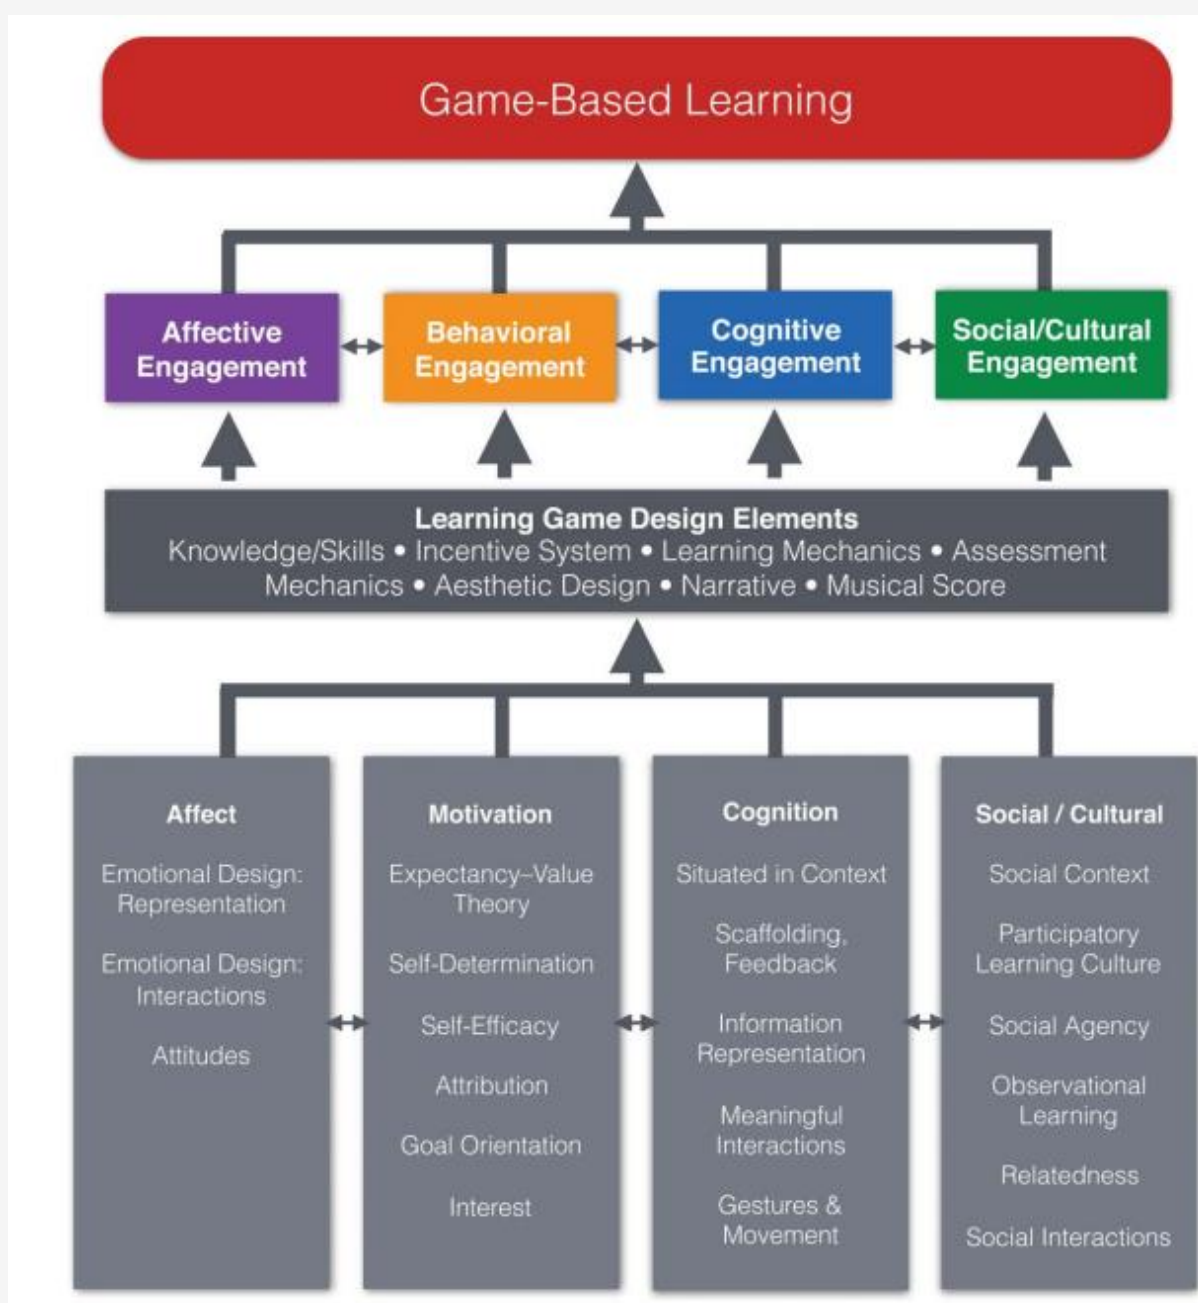 Game-Based Learning
Affective
Engagement
Behavioral
Engagement
Cognitive
Engagement
Social/Cultural
Engagement
Learning Game Design Elements
Knowledge/Skills • Incentive System • Learning Mechanics • Assessment
Mechanics • Aesthetic Design • Narrative • Musical Score
Affect
Emotional Design:
Representation
Emotional Design:
Interactions
Attitudes
Motivation
Expectancy–Value
Theory
Self-Determination
Self-Efficacy
Attribution
Goal Orientation
Interest
Cognition
Situated in Context
Scaffolding,
Feedback
Information
Representation
Meaningful
Interactions
Gestures &
Movement
Social / Cultural
Social Context
Participatory
Learning Culture
Social Agency
Observational
Learning
Relatedness
Social Interactions